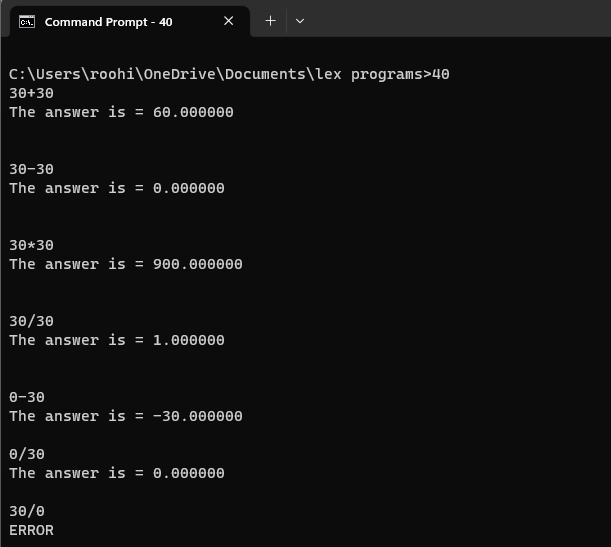 Command Prompt - 40
C:\Users\roohi\OneDrive\Documents\lex programs>40
30+30
The answer is = 60.000000
30-30
The answer is = 0.000000
30*30
The answer is = 900.000000
30/30
The answer is = 1.000000
0-30
The answer is = -30.000000
0/30
The answer is = 0.000000
30/0
ERROR